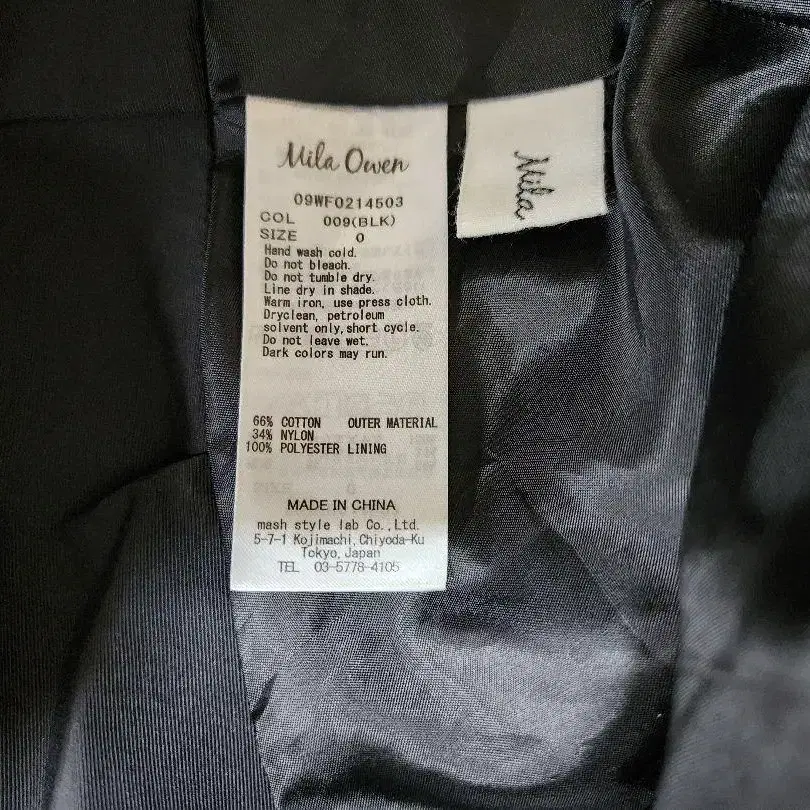 Mila Owen
09WF0214503
COL 009(BLK)
SIZE 0
Hand wash cold.
Do not bleach.
Do not tumble dry.
Line dry in shade.
Warm iron, use press cloth.
Dryclean, petroleum
solvent only,short cycle.
Do not leave wet.
Dark colors may run.
66% COTTON OUTER MATERIAL
34% NYLON
100% POLYESTER LINING
MADE IN CHINA
mash style lab Co.,Ltd.
5-7-1 Kojimachi,Chiyoda-Ku
Tokyo,Japan
TEL 03-5778-4105
Mila